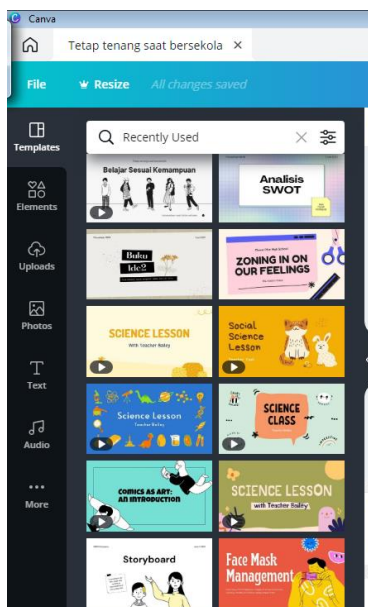 Canva
Tetap tenang saat bersekola
File
Resize
All changes saved
Templates
Elements
Uploads
Photos
Text
Audio
More
Recently Used
Belajar Sesuai Kemampuan
Analisis
SWOT
Buku
Ide2
ZONING IN ON
OUR FEELINGS
SCIENCE LESSON
With Teacher Bailey
Social
Science
Lesson
Science Lesson
Teacher Bailey
SCIENCE
CLASS
COMICS AS ART:
AN INTRODUCTION
SCIENCE LESSON
with Teacher Bailey
Storyboard
Face Mask
Management